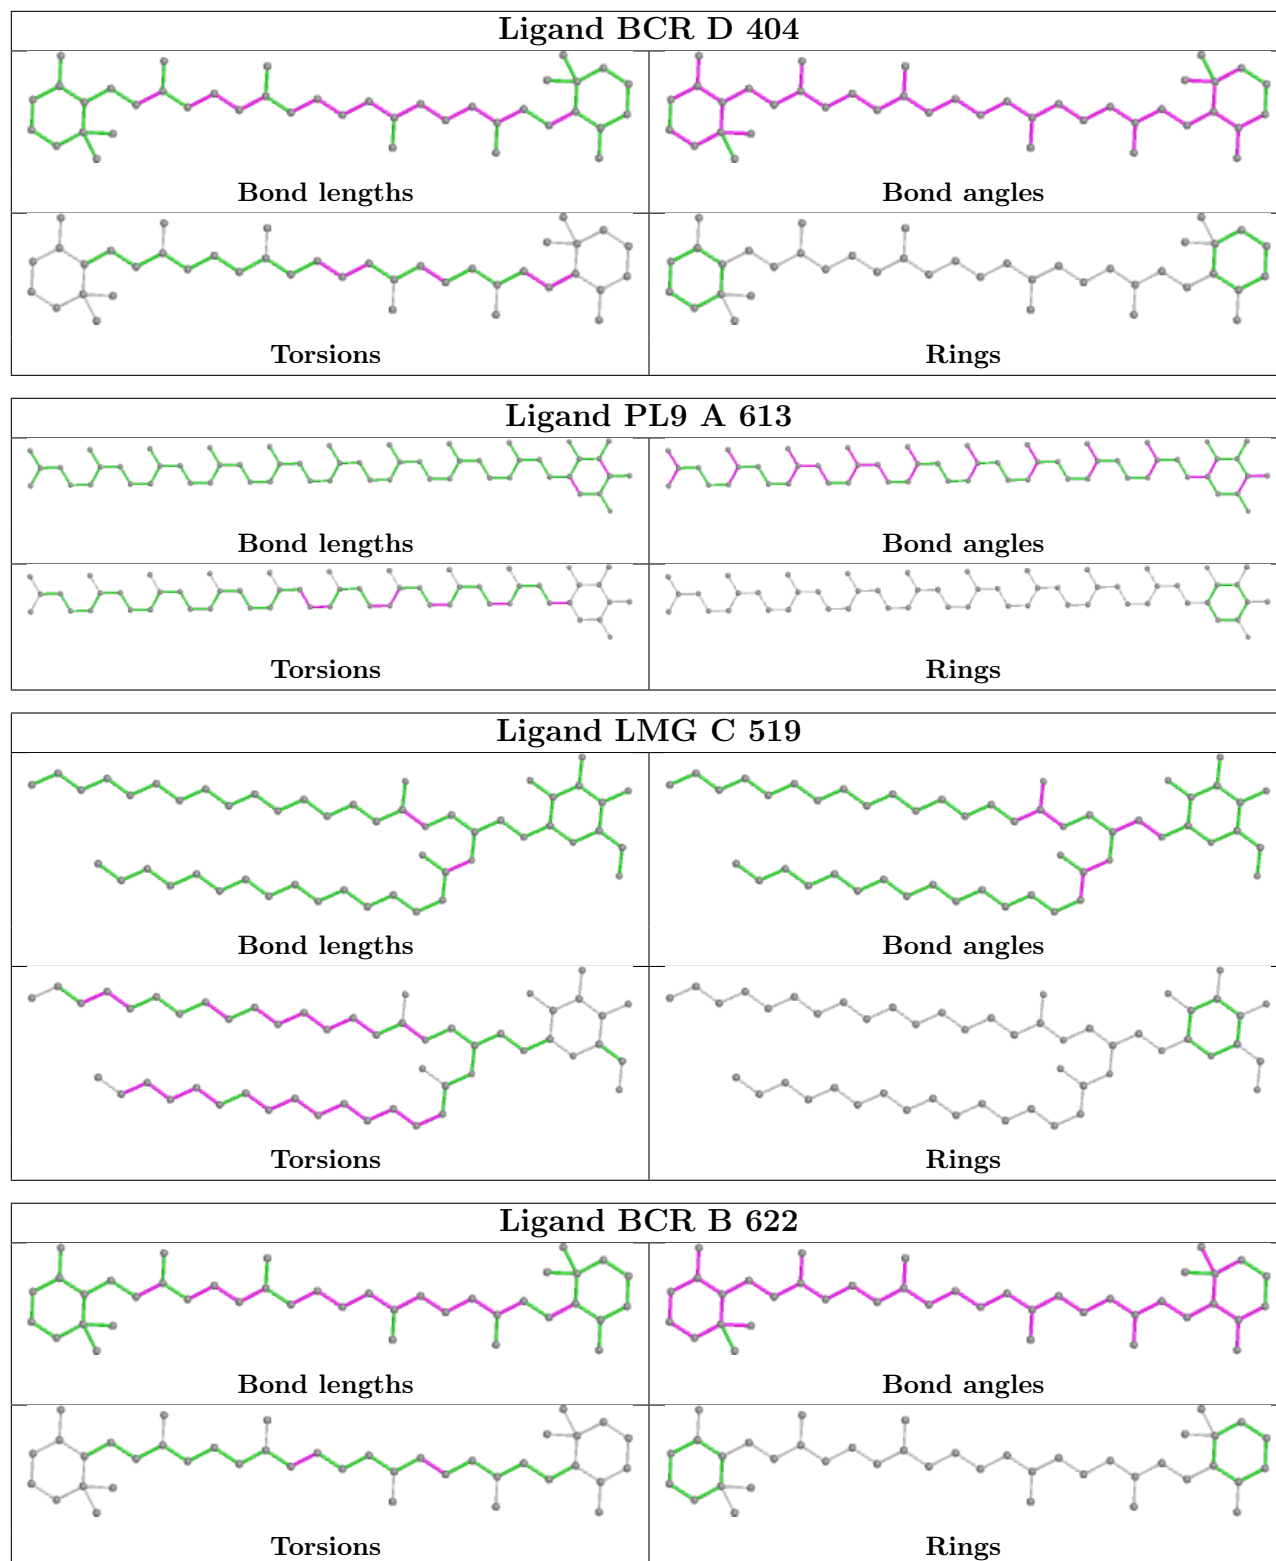 Ligand BCR D 404
Bond lengths
Bond angles
Torsions
Rings
Ligand PL9 A 613
Bond lengths
Bond angles
Torsions
Rings
Ligand LMG C 519
Bond lengths
Bond angles
Torsions
Rings
Ligand BCR B 622
Bond lengths
Bond angles
Torsions
Rings